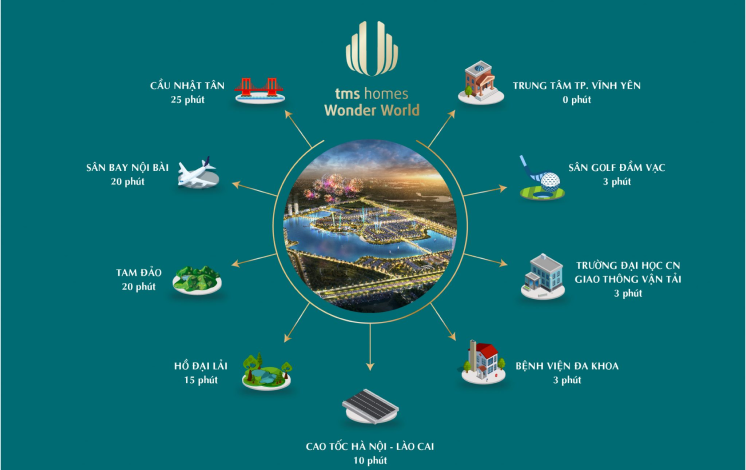 tms homes
Wonder World
CẦU NHẬT TÂN
25 phút
TRUNG TÂM TP. VĨNH YÊN
0 phút
SÂN BAY NỘI BÀI
20 phút
SÂN GOLF ĐẦM VẠC
3 phút
TAM ĐẢO
20 phút
TRƯỜNG ĐẠI HỌC CN
GIAO THÔNG VẬN TẢI
3 phút
HỒ ĐẠI LẢI
15 phút
BỆNH VIỆN ĐA KHOA
3 phút
CAO TỐC HÀ NỘI - LÀO CAI
10 phút